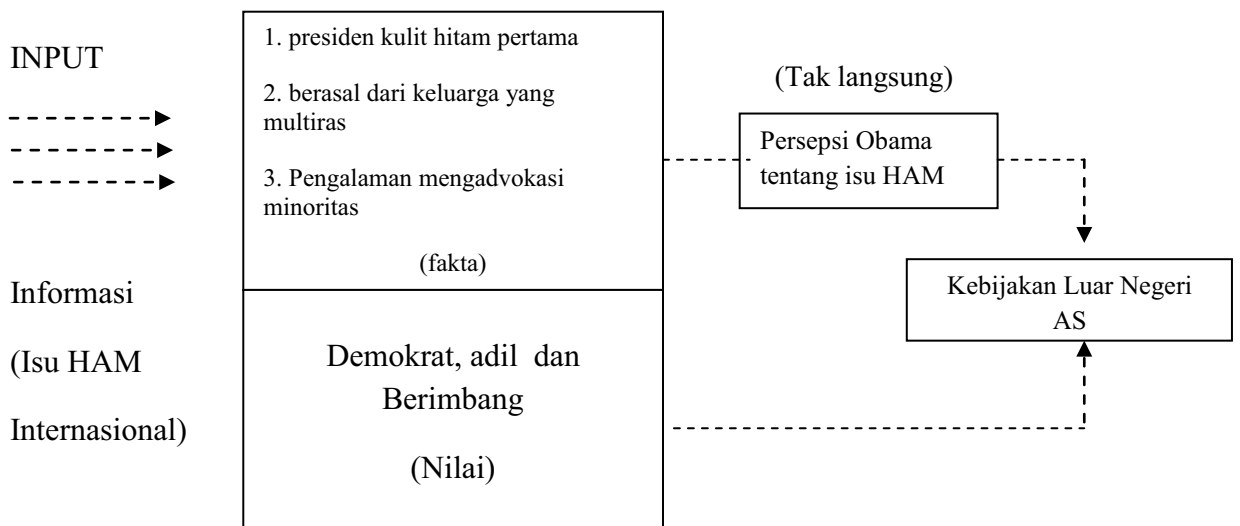 INPUT
Informasi
(Isu HAM
Internasional)
1. presiden kulit hitam pertama
2. berasal dari keluarga yang
multiras
3. Pengalaman mengadvokasi
minoritas
(fakta)
Demokrat, adil dan
Berimbang
(Nilai)
(Tak langsung)
Persepsi Obama
tentang isu HAM
Kebijakan Luar Negeri
AS